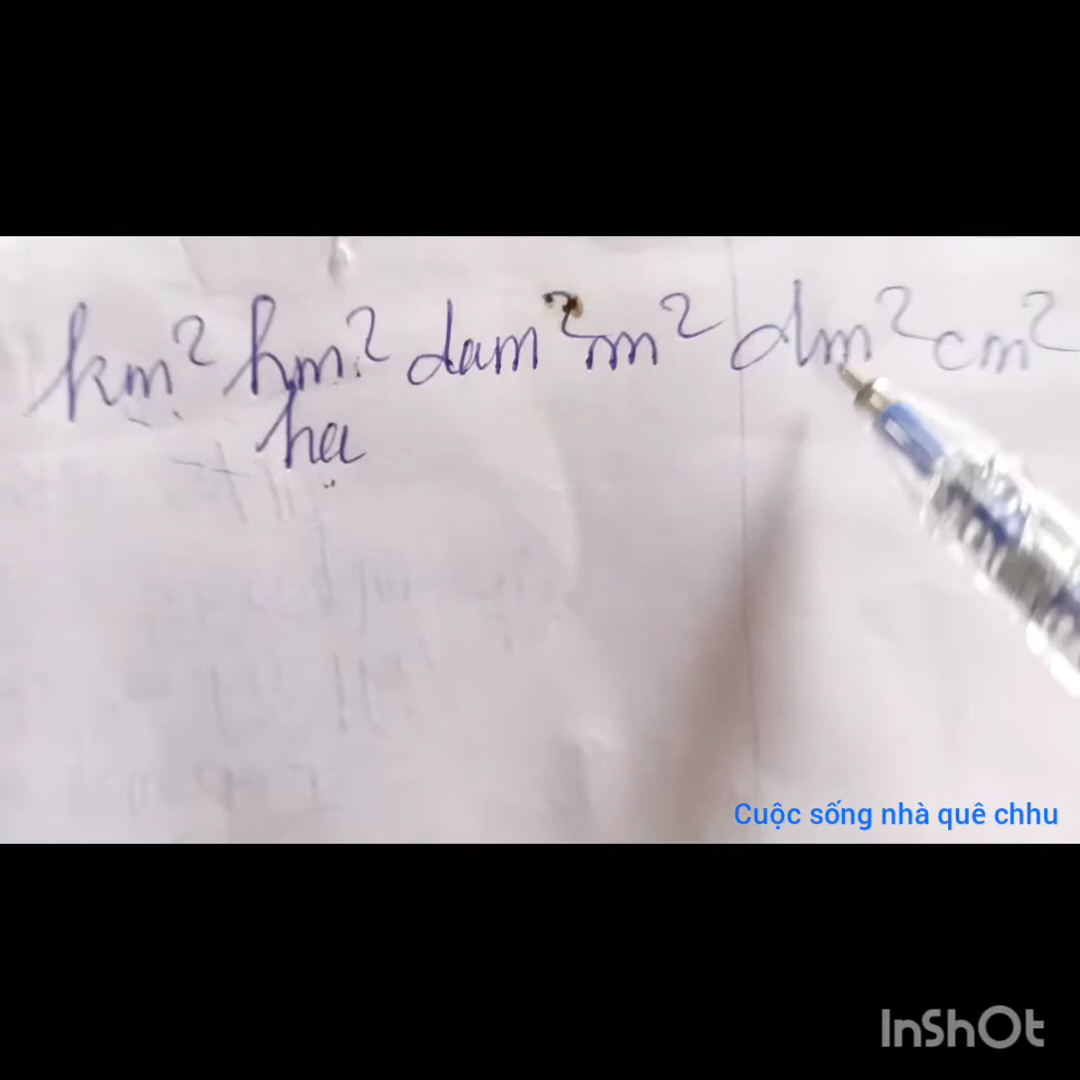 km² hm² dam² m² dm² cm²
ha
Cuộc sống nhà quê chhu
InShOt